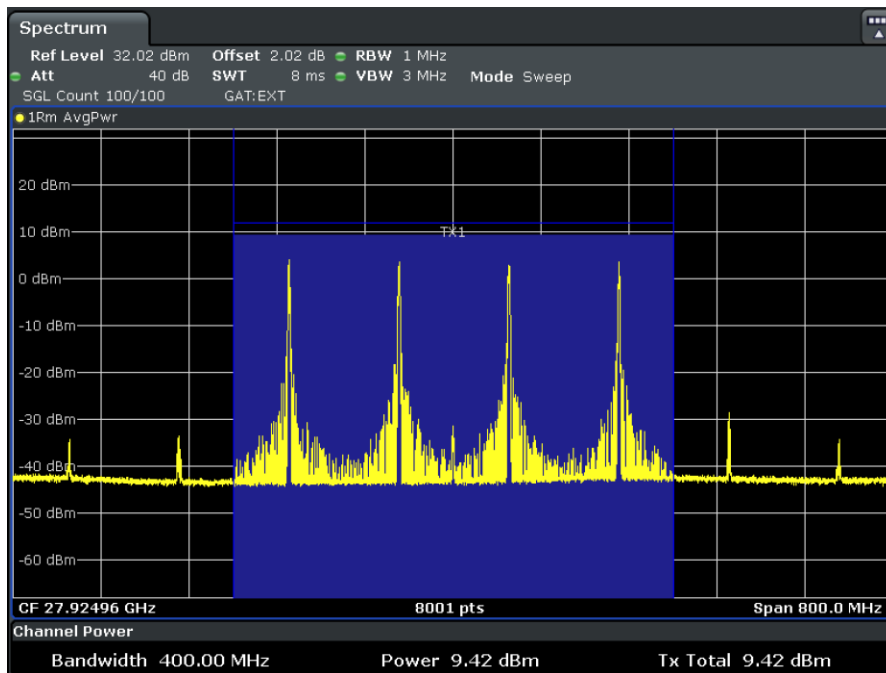 Spectrum
Ref Level 32.02 dBm Offset 2.02 dB RBW 1 MHz
Att 40 dB SWT 8 ms VBW 3 MHz Mode Sweep
SGL Count 100/100 GAT:EXT
1Rm AvgPwr
20 dBm
10 dBm
TX1
0 dBm
-10 dBm
-20 dBm
-30 dBm
-40 dBm
-50 dBm
-60 dBm
CF 27.92496 GHz 8001 pts Span 800.0 MHz
Channel Power
Bandwidth 400.00 MHz Power 9.42 dBm Tx Total 9.42 dBm